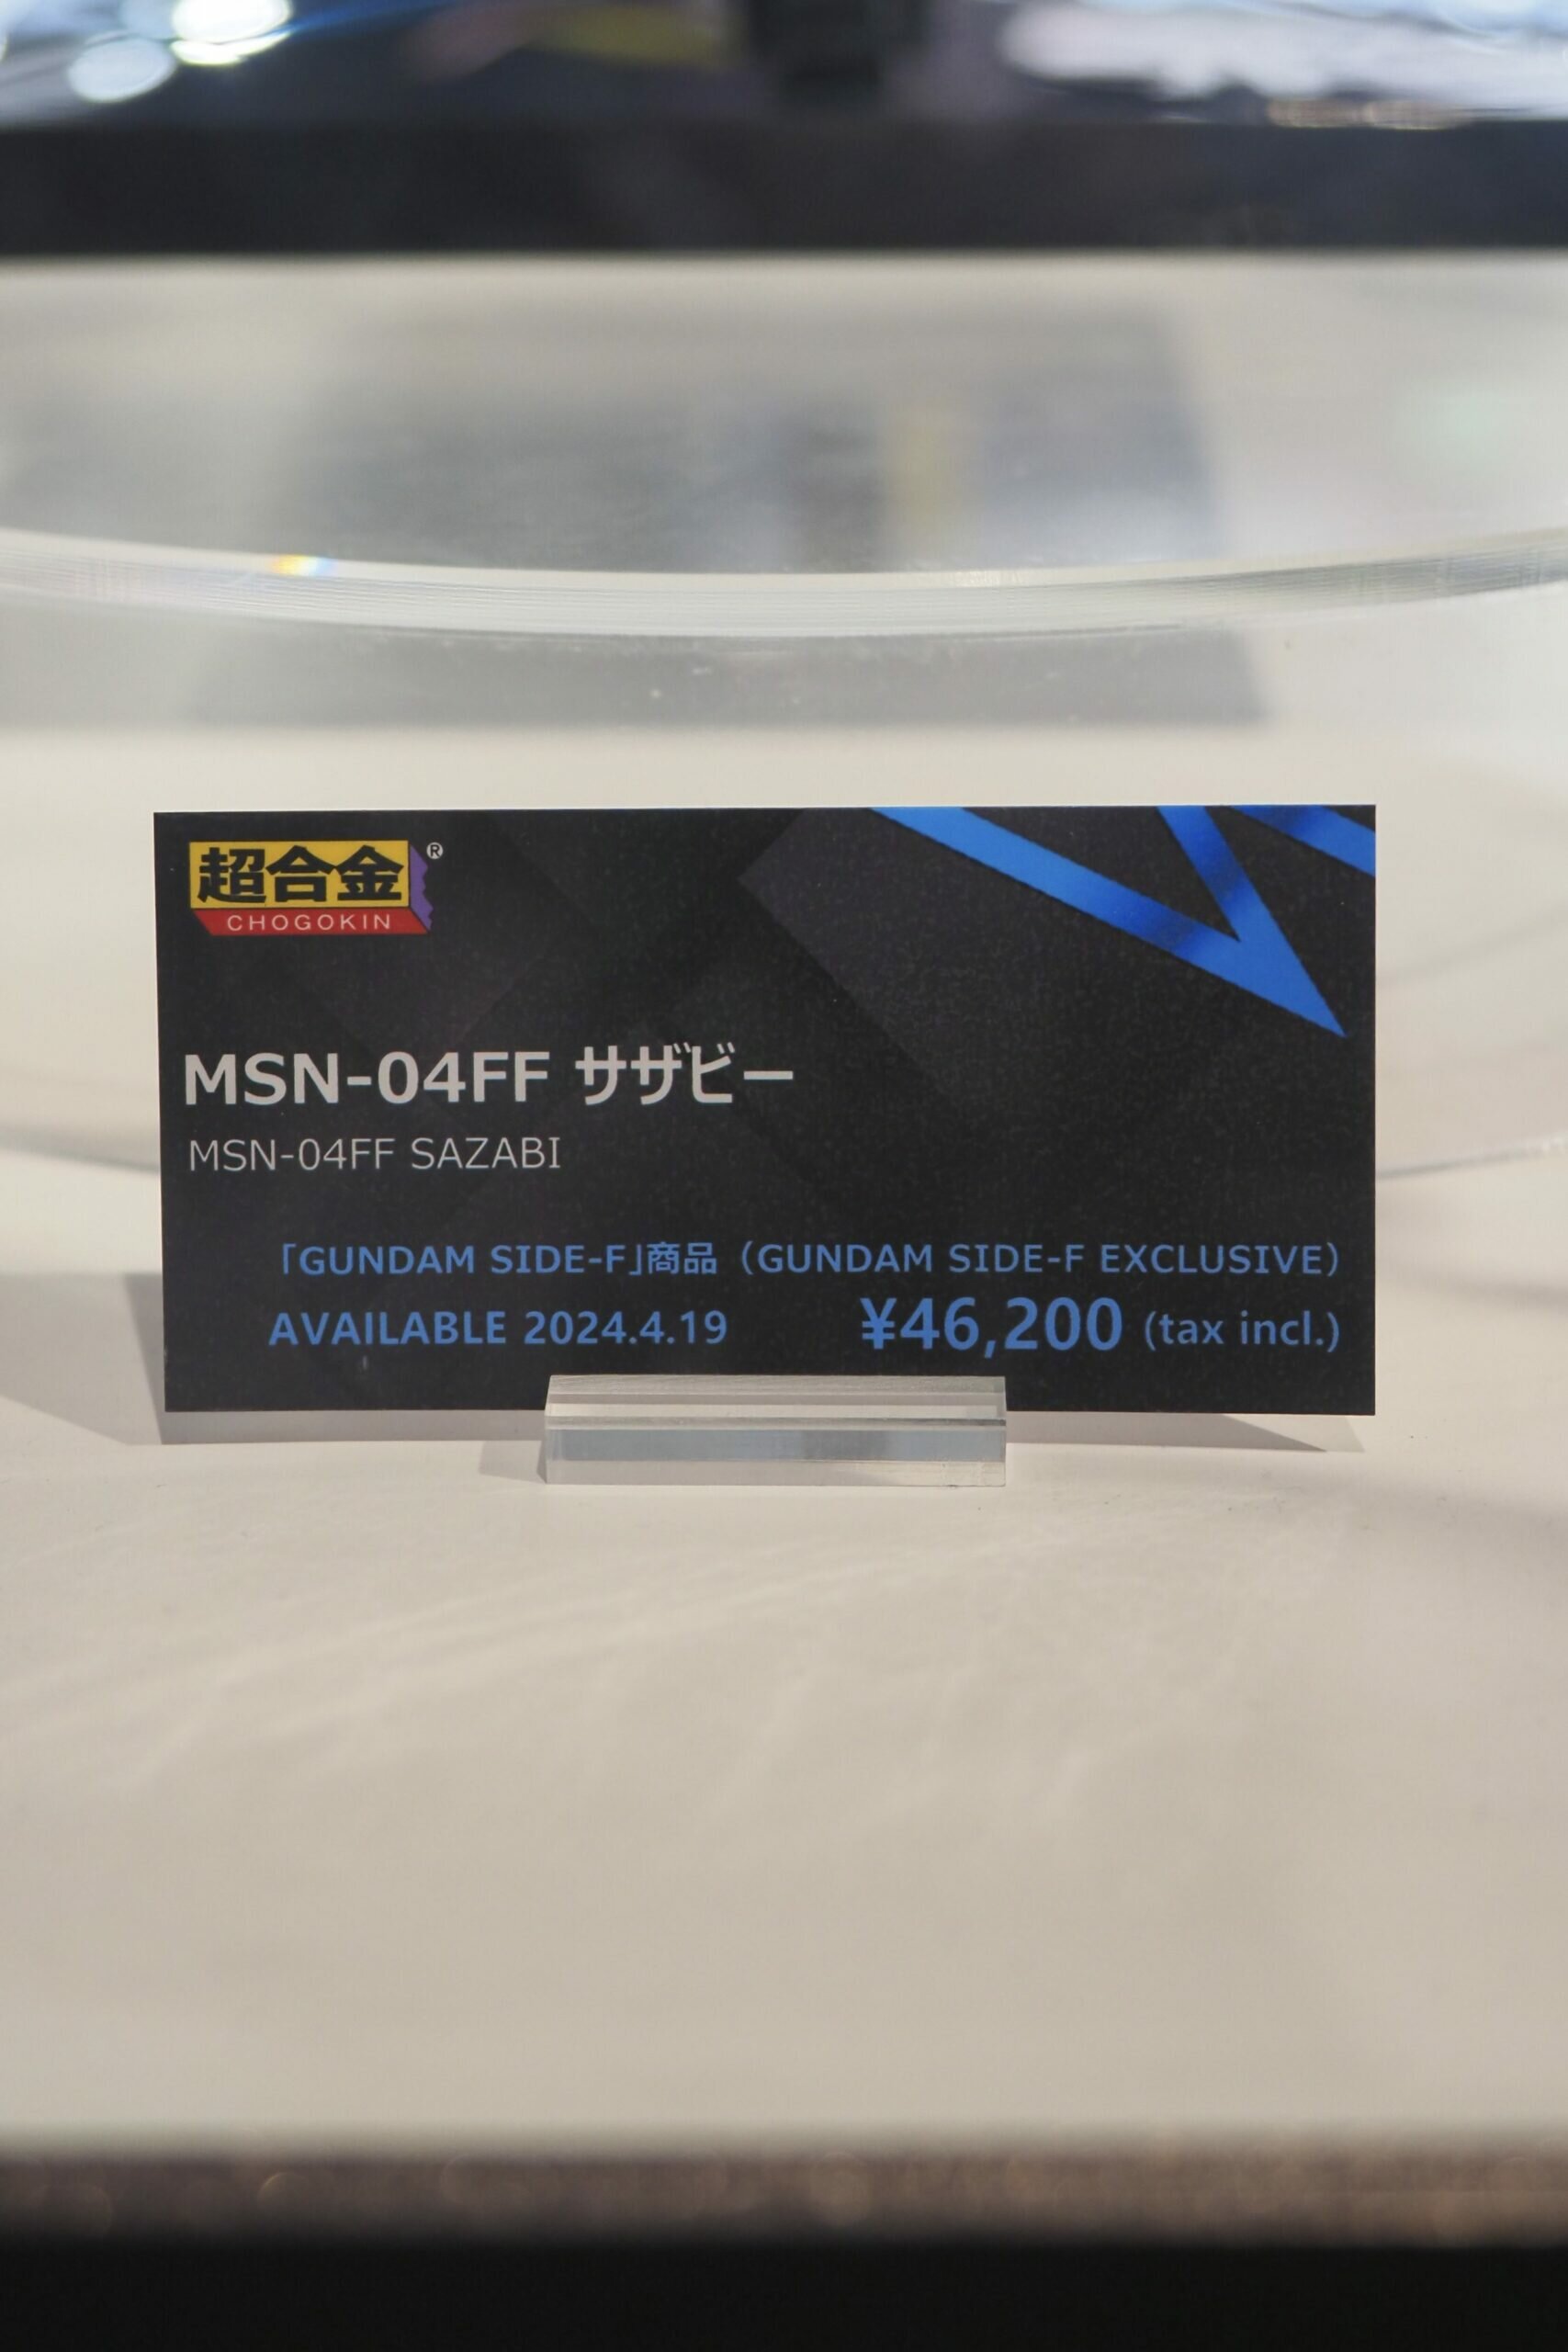 超合金®
CHOGOKIN
MSN-04FF サザビー
MSN-04FF SAZABI
「GUNDAM SIDE-F」商品（GUNDAM SIDE-F EXCLUSIVE）
AVAILABLE 2024.4.19 ¥46,200 (tax incl.)